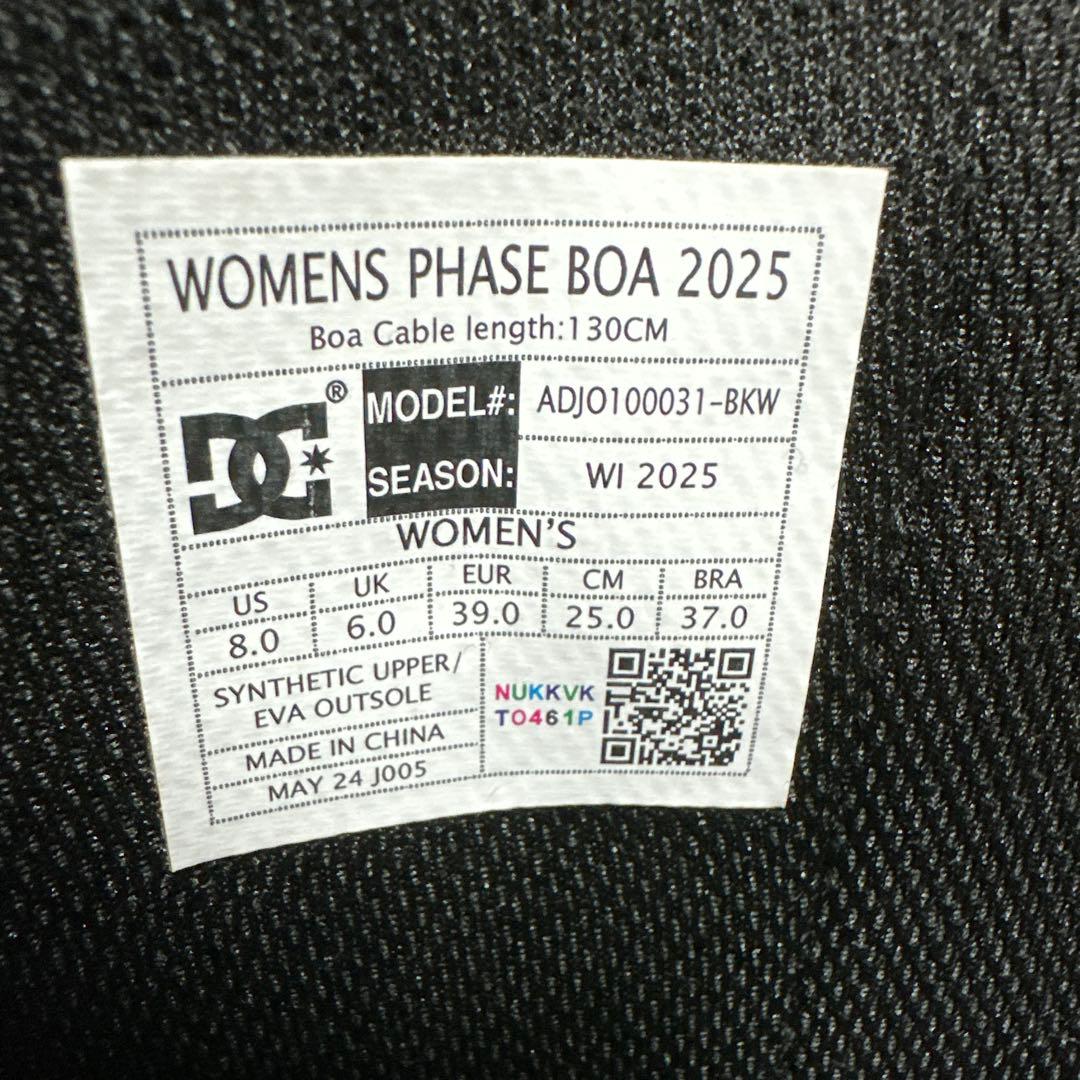 WOMENS PHASE BOA 2025
Boa Cable length:130CM
DC ®
MODEL#: ADJO100031-BKW
SEASON: WI 2025
WOMEN'S
US UK EUR CM BRA
8.0 6.0 39.0 25.0 37.0
SYNTHETIC UPPER/
EVA OUTSOLE
MADE IN CHINA
MAY 24 J005
NUKKVK
TO461P